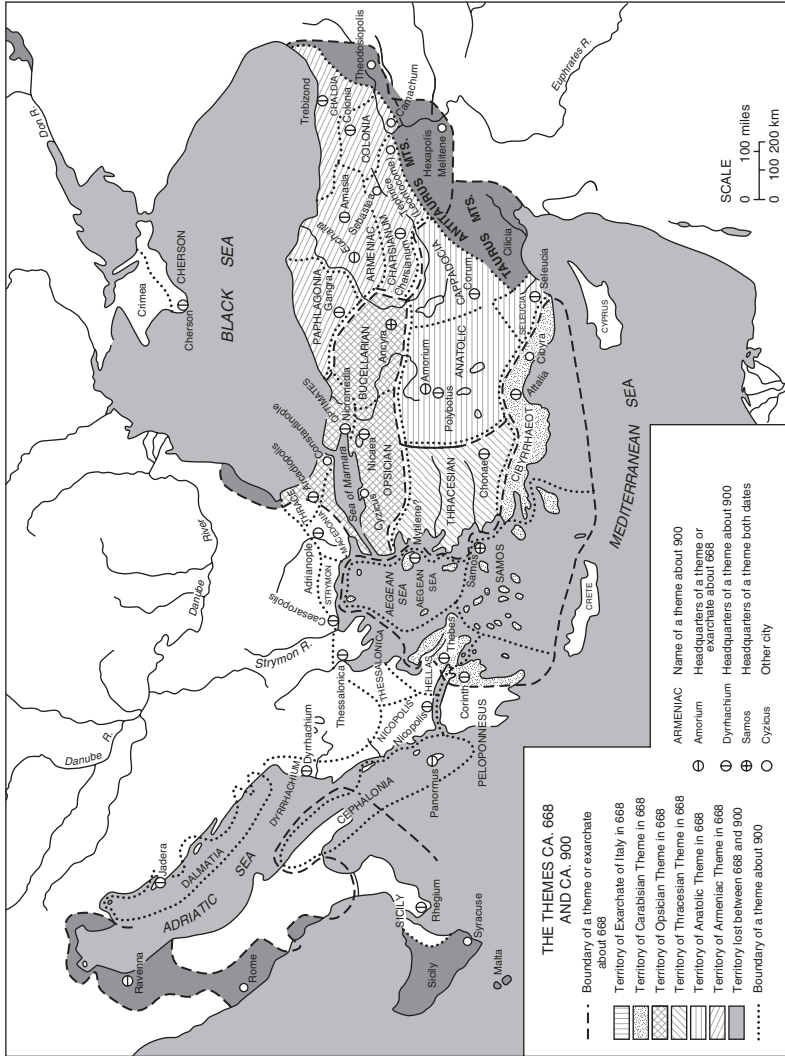 Don R.
Crimea
Cherson
CHERSON
BLACK SEA
Trebizond
CHALDIA
Colonia
COLONIA
Theodosiopolis
Camachum
Euphrates R.
Amasia
Euchaïta
Sebastea
Tephrice
(Leontocome)
ARMENIAC
CHARSIANUM
Charsianum
PAPHLAGONIA
Gangra
Hexapolis
Melitene
ANTITAURUS MTS.
TAURUS MTS.
CAPPADOCIA
Corum
Cilicia
SELEUCIA
Seleucia
BUCELLARIAN
Ancyra
OPTIMATES
Nicomedia
Constantinople
Nicaea
OPSICIAN
Cyzicus
Sea of Marmara
Amorium
ANATOLIC
Polybotus
THRACESIAN
Chonae
Attalia
Cibyra
CIBYRRHAEOT
CYPRUS
MEDITERRANEAN SEA
Arcadiopolis
THRACE
MACEDONIA
Adrianople
STRYMON
Caesaropolis
AEGEAN
SEA
AEGEAN
SEA
Mytilene?
Samos
SAMOS
CRETE
Danube River
Danube R.
Strymon R.
Thessalonica
THESSALONICA
Dyrrhachium
DYRRHACHIUM
NICOPOLIS
Nicopolis
HELLAS
Thebes
Corinth
PELOPONNESUS
CEPHALONIA
Panormus
Jadera
DALMATIA
ADRIATIC SEA
Ravenna
Rome
SICILY
Rhegium
Sicily
Syracuse
Malta
SCALE
0 100 miles
0 100 200 km
THE THEMES CA. 668
AND CA. 900
Boundary of a theme or exarchate
about 668
Territory of Exarchate of Italy in 668
Territory of Carabisian Theme in 668
Territory of Opsician Theme in 668
Territory of Thracesian Theme in 668
Territory of Anatolic Theme in 668
Territory of Armeniac Theme in 668
Territory lost between 668 and 900
Boundary of a theme about 900
ARMENIAC Name of a theme about 900
Amorium Headquarters of a theme or
exarchate about 668
Dyrrhachium Headquarters of a theme about 900
Samos Headquarters of a theme both dates
Cyzicus Other city